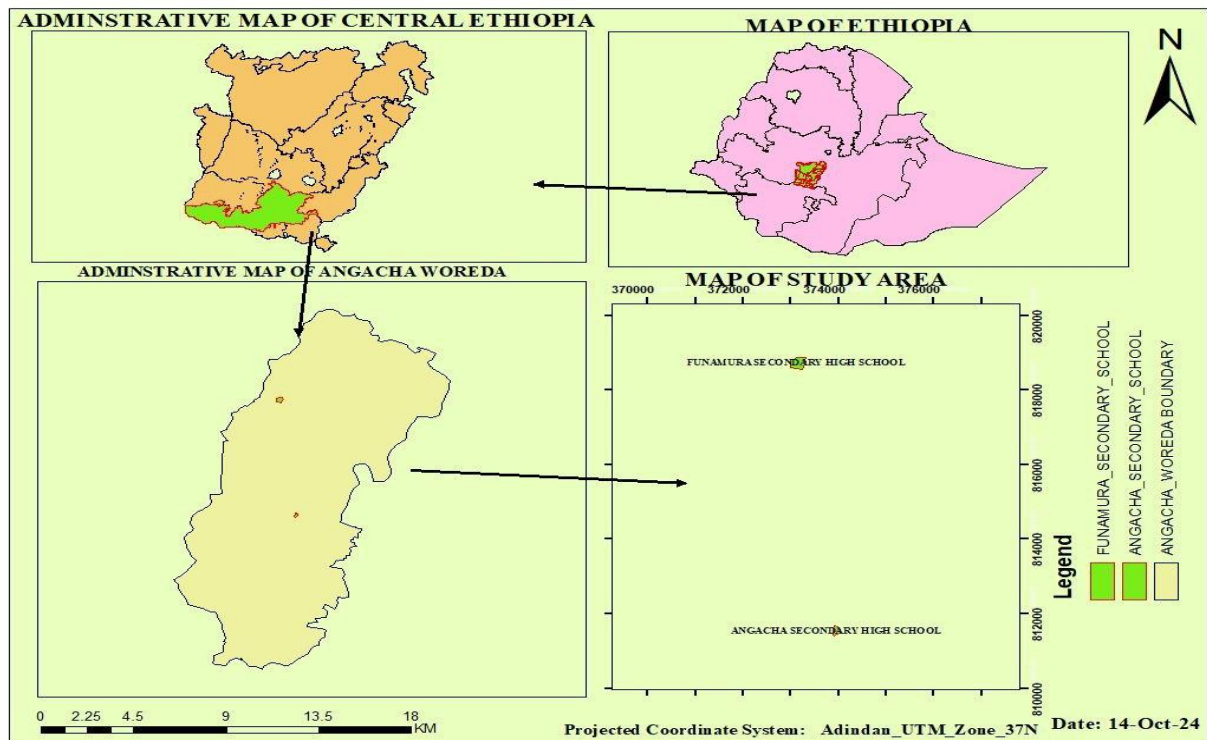 ADMINSTRATIVE MAP OF CENTRAL ETHIOPIA
MAP OF ETHIOPIA
N
ADMINSTRATIVE MAP OF ANGACHA WOREDA
MAP OF STUDY AREA
370000 372000 374000 376000
FUNAMURA SECONDARY HIGH SCHOOL
ANGACHA SECONDARY HIGH SCHOOL
820000
818000
816000
814000
812000
810000
Legend
FUNAMURA_SECONDARY_SCHOOL
ANGACHA_SECONDARY_SCHOOL
ANGACHA_WOREDA BOUNDARY
0 2.25 4.5 9 13.5 18
KM
Projected Coordinate System: Adindan_UTM_Zone_37N
Date: 14-Oct-24